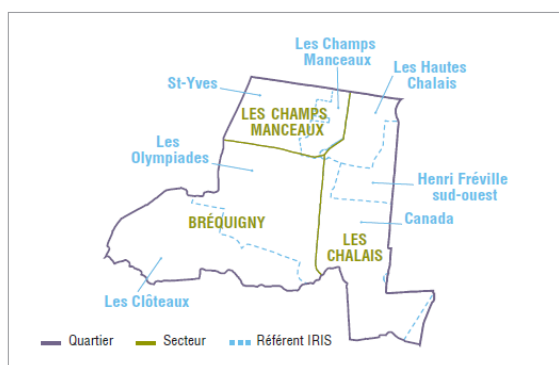 Les Champs
Manceaux
Les Hautes
Chalais
St-Yves
LES CHAMPS
MANCEAUX
Les
Olympiades
Henri Fréville
sud-ouest
BRÉQUIGNY
Canada
LES
CHALAIS
Les Clôteaux
Quartier
Secteur
Référent IRIS